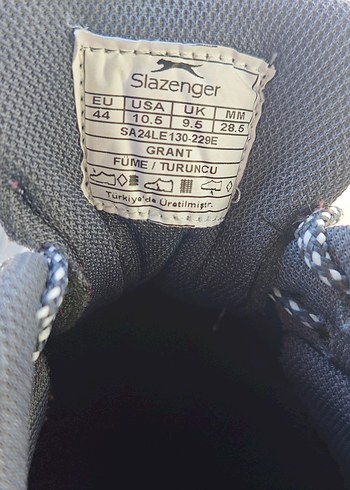 Slazenger
EU USA UK MM
44 10.5 9.5 28.5
SA24LE130-229E
GRANT
FÜME / TURUNCU
Türkiye'de Üretilmiştir.